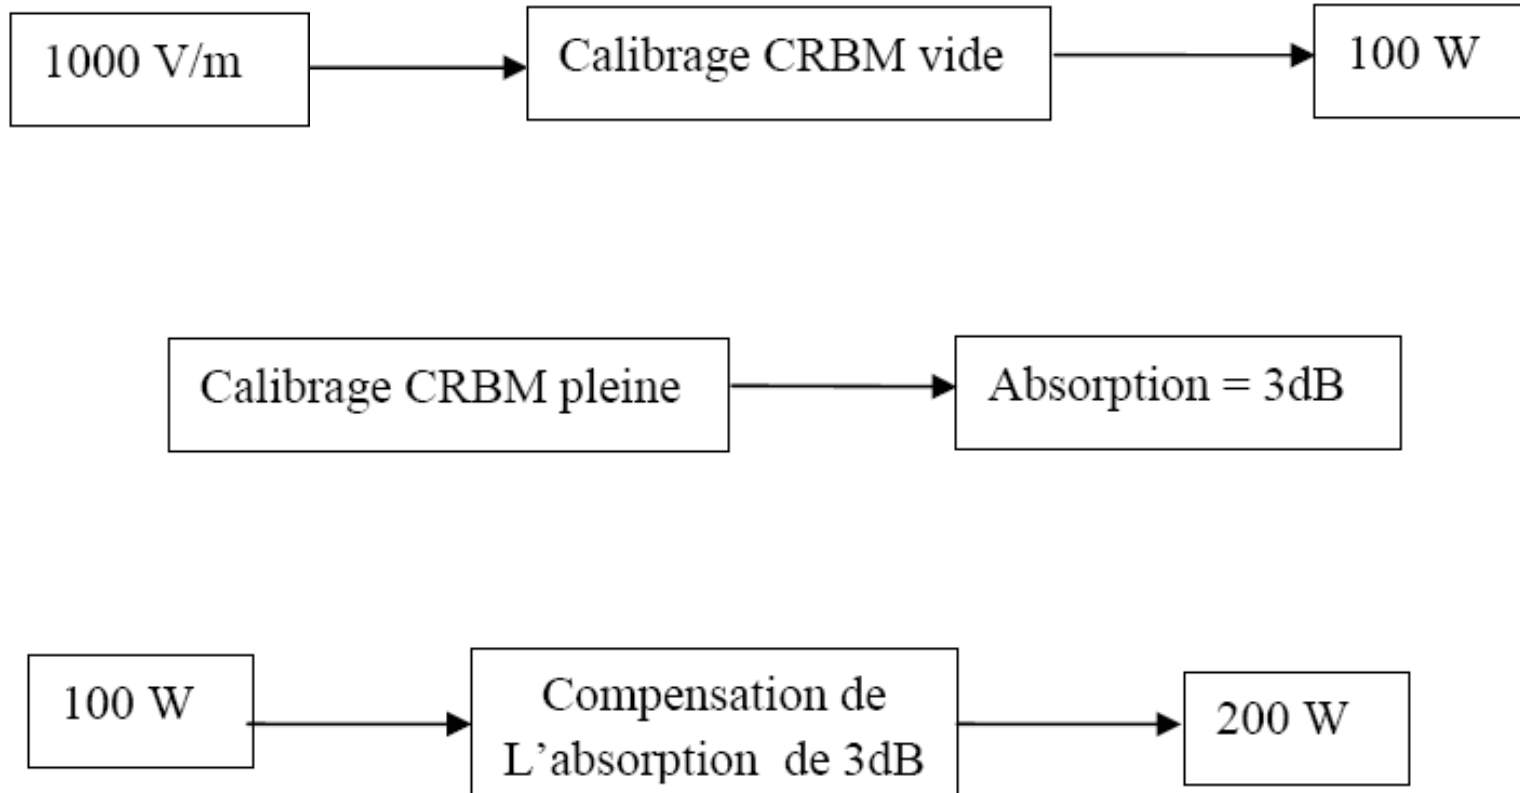 1000 V/m
Calibrage CRBM vide
100 W
Calibrage CRBM pleine
Absorption = 3dB
100 W
Compensation de
L’absorption de 3dB
200 W